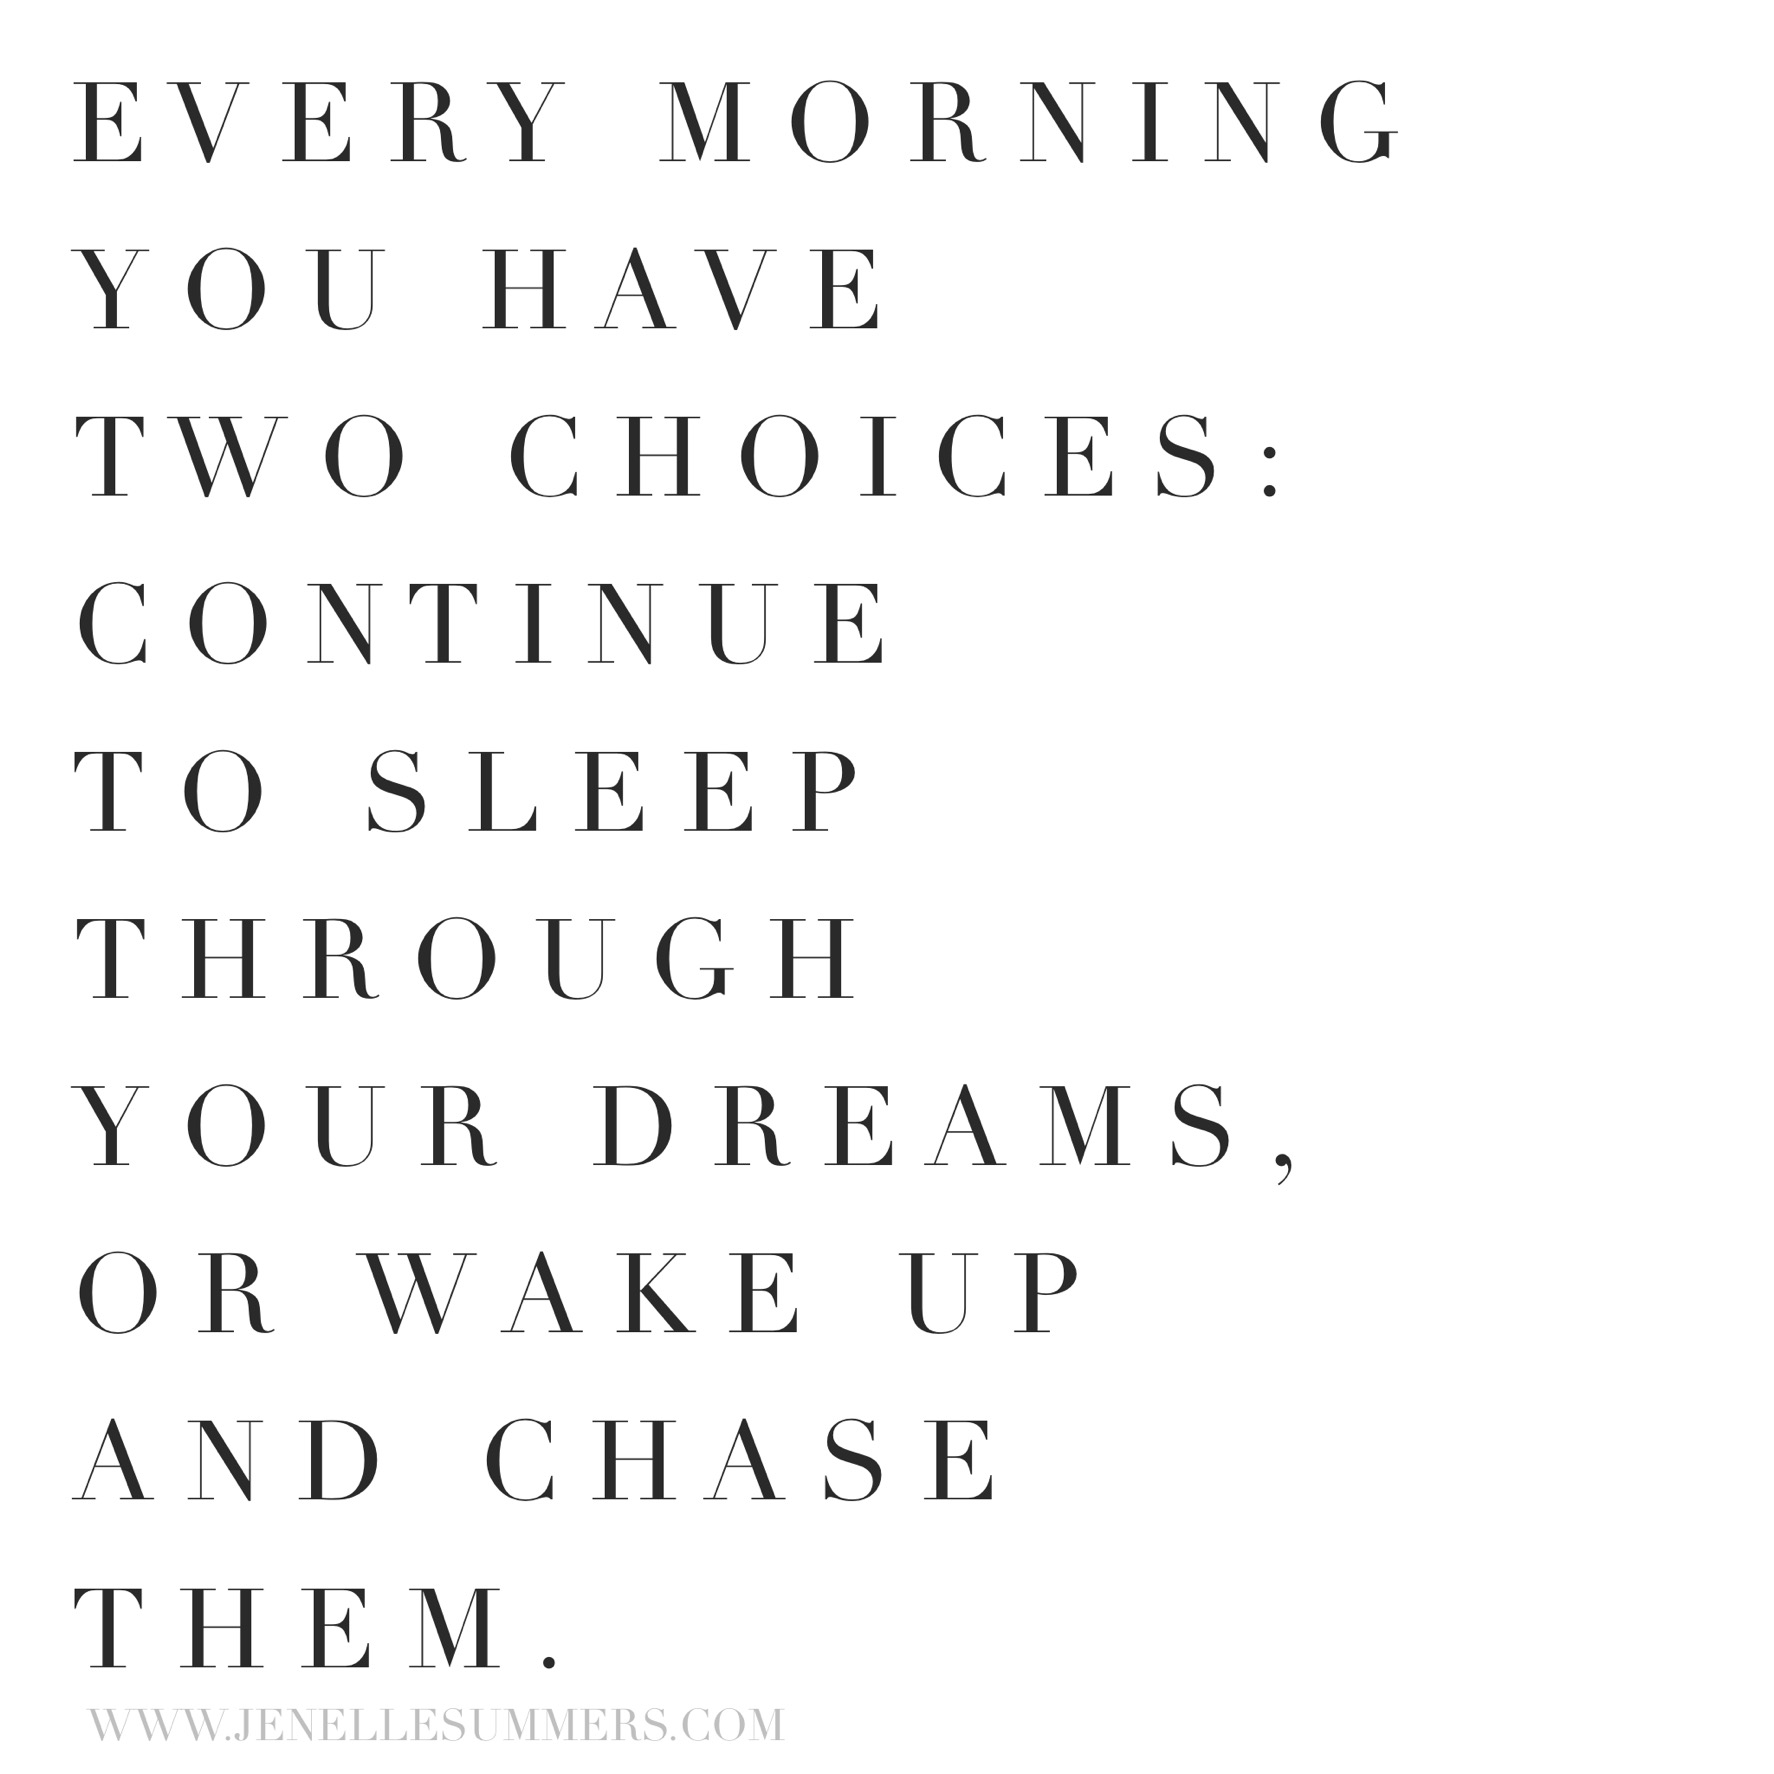 EVERY MORNING
YOU HAVE
TWO CHOICES:
CONTINUE
TO SLEEP
THROUGH
YOUR DREAMS,
OR WAKE UP
AND CHASE
THEM.
WWW.JENELLESUMMERS.COM